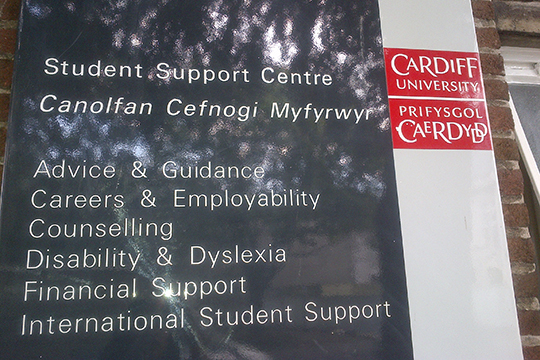 Student Support Centre
Canolfan Cefnogi Myfyrwyr
Advice & Guidance
Careers & Employability
Counselling
Disability & Dyslexia
Financial Support
International Student Support
CARDIFF
UNIVERSITY
PRIFYSGOL
CAERDYDD